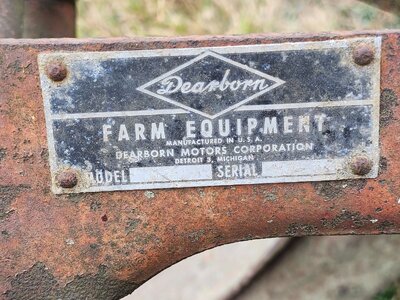 Dearborn
FARM EQUIPMENT
MANUFACTURED IN U.S.A.
DEARBORN MOTORS CORPORATION
DETROIT 3, MICHIGAN
MODEL SERIAL